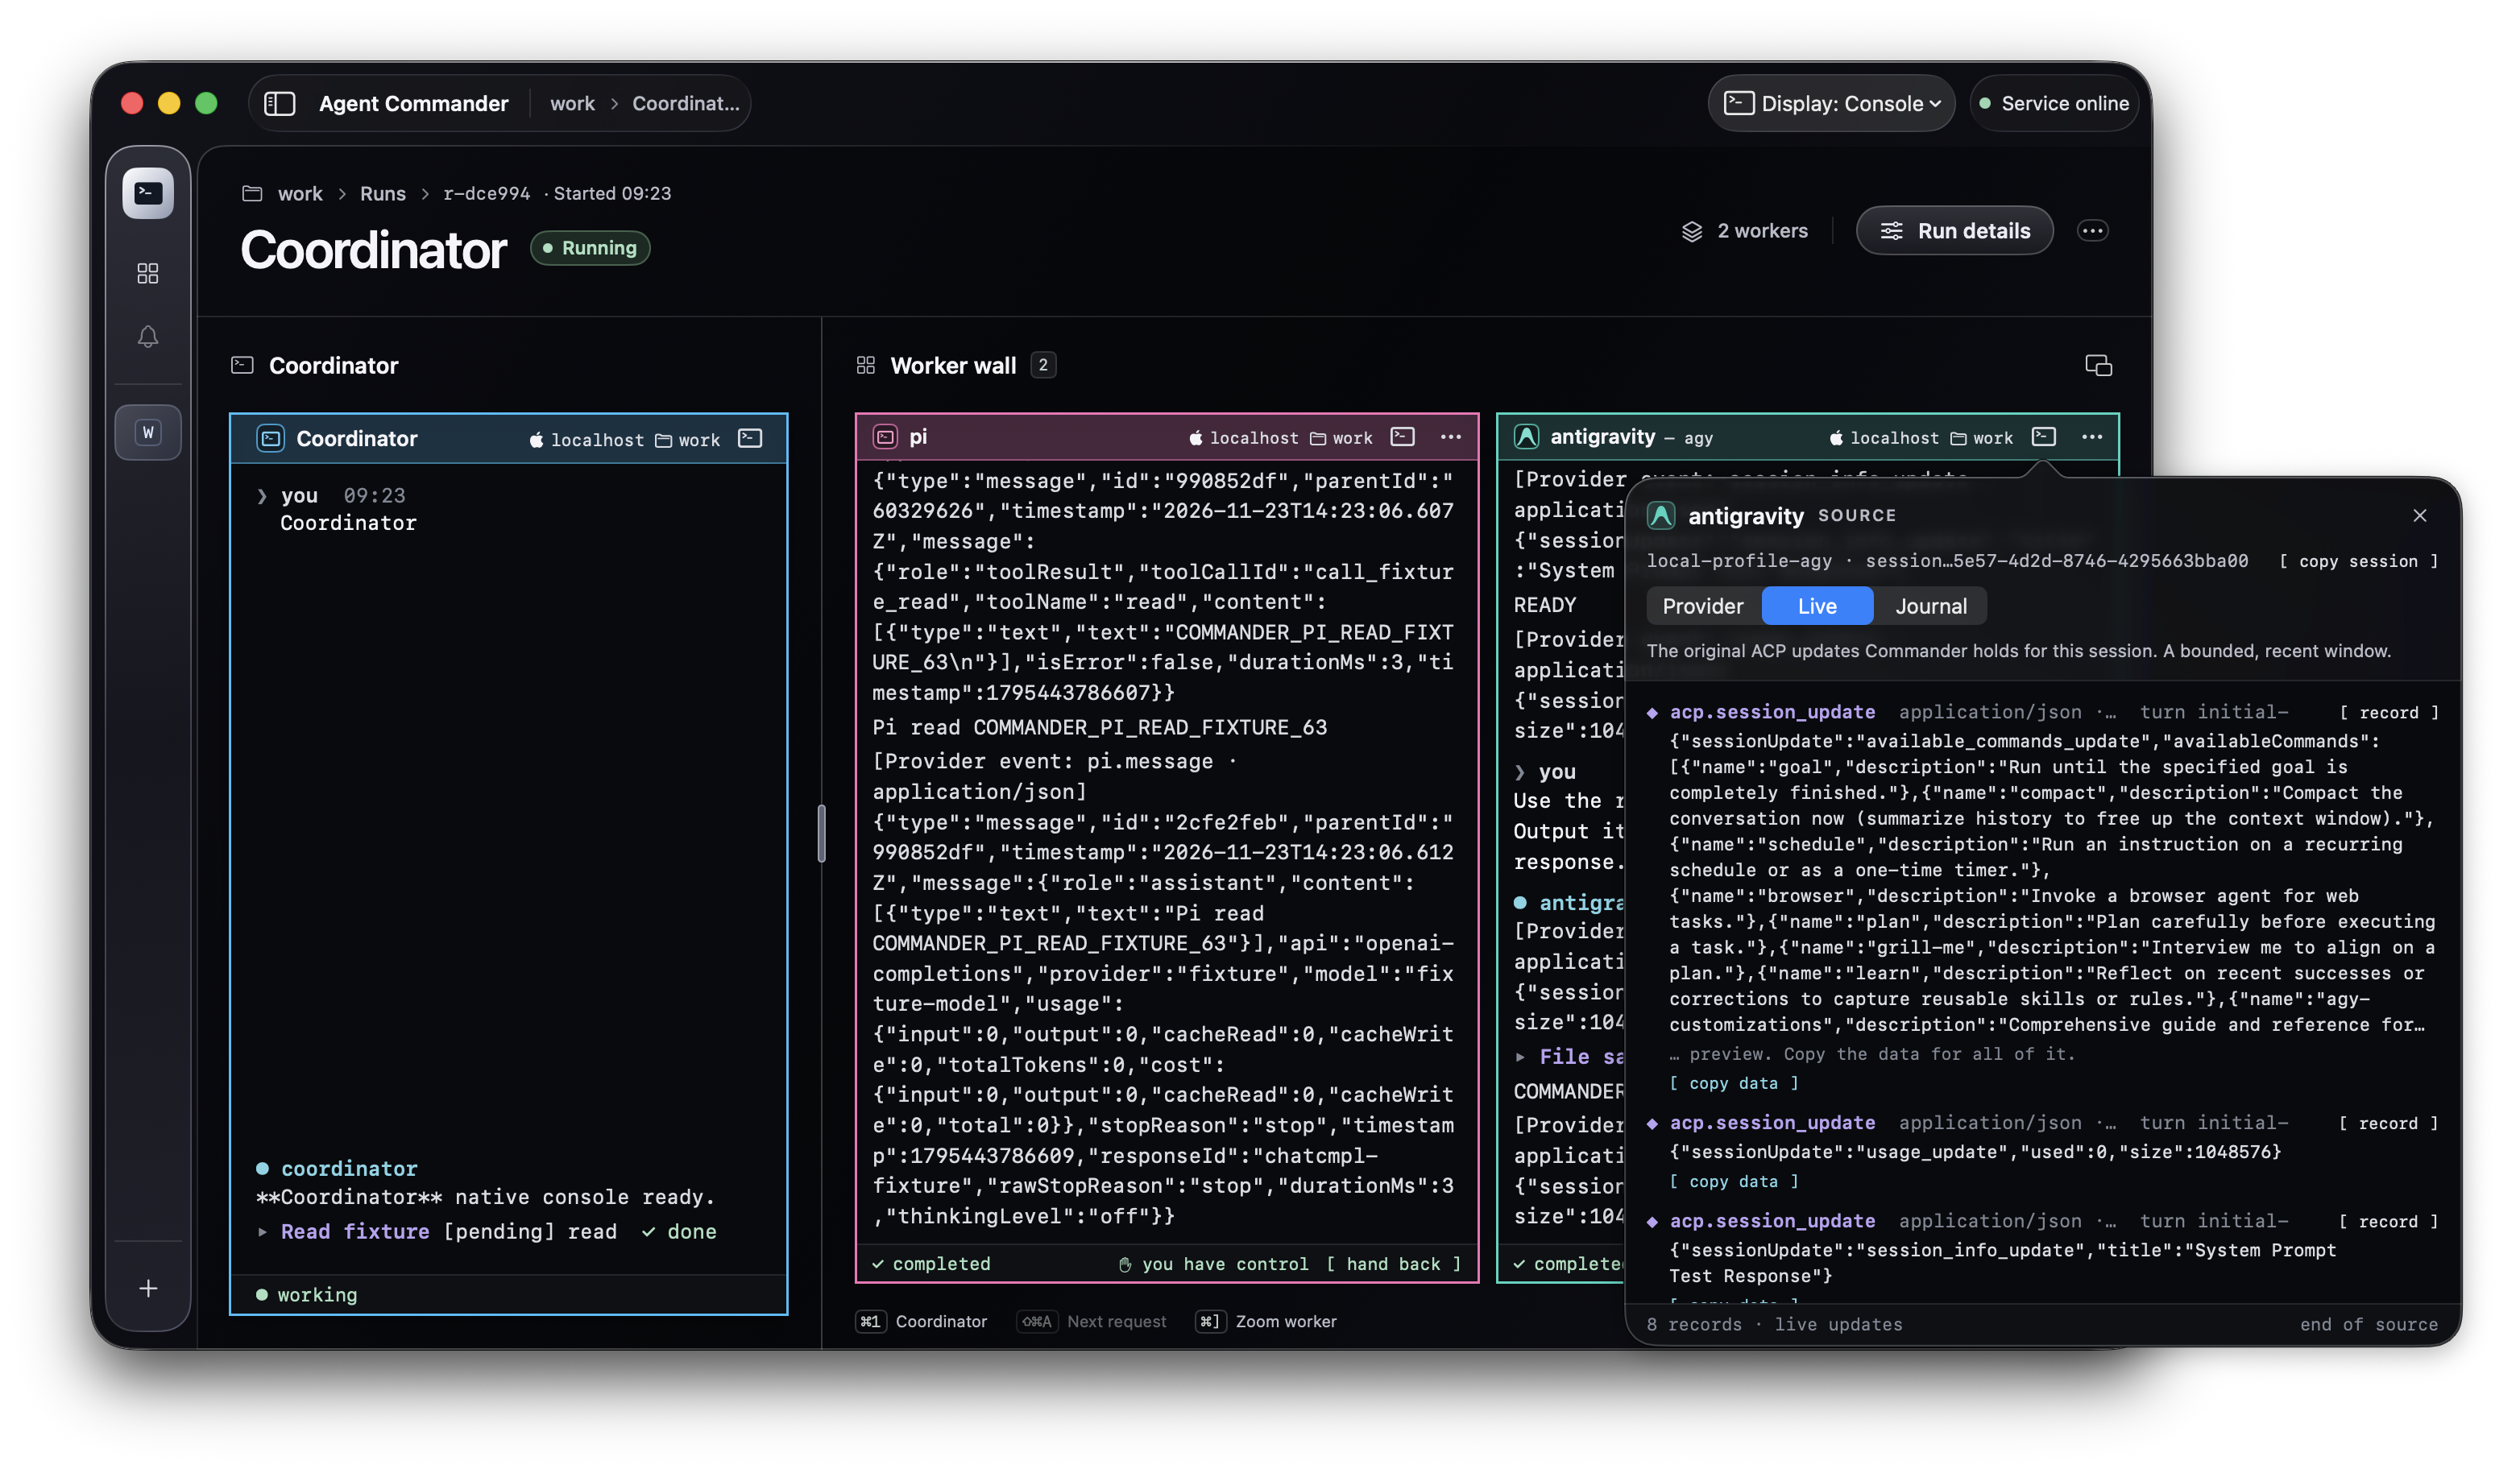 Agent Commander work › Coordinat...
Display: Console
Service online
W
work › Runs › r-dce994 · Started 09:23
Coordinator
Running
2 workers
Run details
Coordinator
Coordinator localhost work
❯ you 09:23
Coordinator
● coordinator
**Coordinator** native console ready.
▸ Read fixture [pending] read ✓ done
● working
Worker wall 2
pi localhost work
{"type":"message","id":"990852df","parentId":"
60329626","timestamp":"2026-11-23T14:23:06.607
Z","message":
{"role":"toolResult","toolCallId":"call_fixtur
e_read","toolName":"read","content":
[{"type":"text","text":"COMMANDER_PI_READ_FIXT
URE_63\n"}],"isError":false,"durationMs":3,"ti
mestamp":1795443786607}}
Pi read COMMANDER_PI_READ_FIXTURE_63
[Provider event: pi.message ·
application/json]
{"type":"message","id":"2cfe2feb","parentId":"
990852df","timestamp":"2026-11-23T14:23:06.612
Z","message":{"role":"assistant","content":
[{"type":"text","text":"Pi read
COMMANDER_PI_READ_FIXTURE_63"}],"api":"openai-
completions","provider":"fixture","model":"fix
ture-model","usage":
{"input":0,"output":0,"cacheRead":0,"cacheWrit
e":0,"totalTokens":0,"cost":
{"input":0,"output":0,"cacheRead":0,"cacheWrit
e":0,"total":0}},"stopReason":"stop","timestam
p":1795443786609,"responseId":"chatcmpl-
fixture","rawStopReason":"stop","durationMs":3
,"thinkingLevel":"off"}}
✓ completed you have control [ hand back ]
⌘1 Coordinator ⇧⌘A Next request ⌘] Zoom worker
antigravity — agy localhost work
[Provider event: session_info_update
applicati
{"session
:"System
READY
[Provider
applicati
{"session
size":104
❯ you
Use the r
Output it
response.
● antigra
[Provider
applicati
{"session
size":104
▸ File sa
COMMANDER
[Provider
applicati
{"session
size":104
✓ complete
antigravity SOURCE
local-profile-agy · session…5e57-4d2d-8746-4295663bba00 [ copy session ]
Provider Live Journal
The original ACP updates Commander holds for this session. A bounded, recent window.
◆ acp.session_update application/json ·… turn initial- [ record ]
{"sessionUpdate":"available_commands_update","availableCommands":
[{"name":"goal","description":"Run until the specified goal is
completely finished."},{"name":"compact","description":"Compact the
conversation now (summarize history to free up the context window)."},
{"name":"schedule","description":"Run an instruction on a recurring
schedule or as a one-time timer."},
{"name":"browser","description":"Invoke a browser agent for web
tasks."},{"name":"plan","description":"Plan carefully before executing
a task."},{"name":"grill-me","description":"Interview me to align on a
plan."},{"name":"learn","description":"Reflect on recent successes or
corrections to capture reusable skills or rules."},{"name":"agy-
customizations","description":"Comprehensive guide and reference for…
… preview. Copy the data for all of it.
[ copy data ]
◆ acp.session_update application/json ·… turn initial- [ record ]
{"sessionUpdate":"usage_update","used":0,"size":1048576}
[ copy data ]
◆ acp.session_update application/json ·… turn initial- [ record ]
{"sessionUpdate":"session_info_update","title":"System Prompt
Test Response"}
[ copy data ]
8 records · live updates end of source